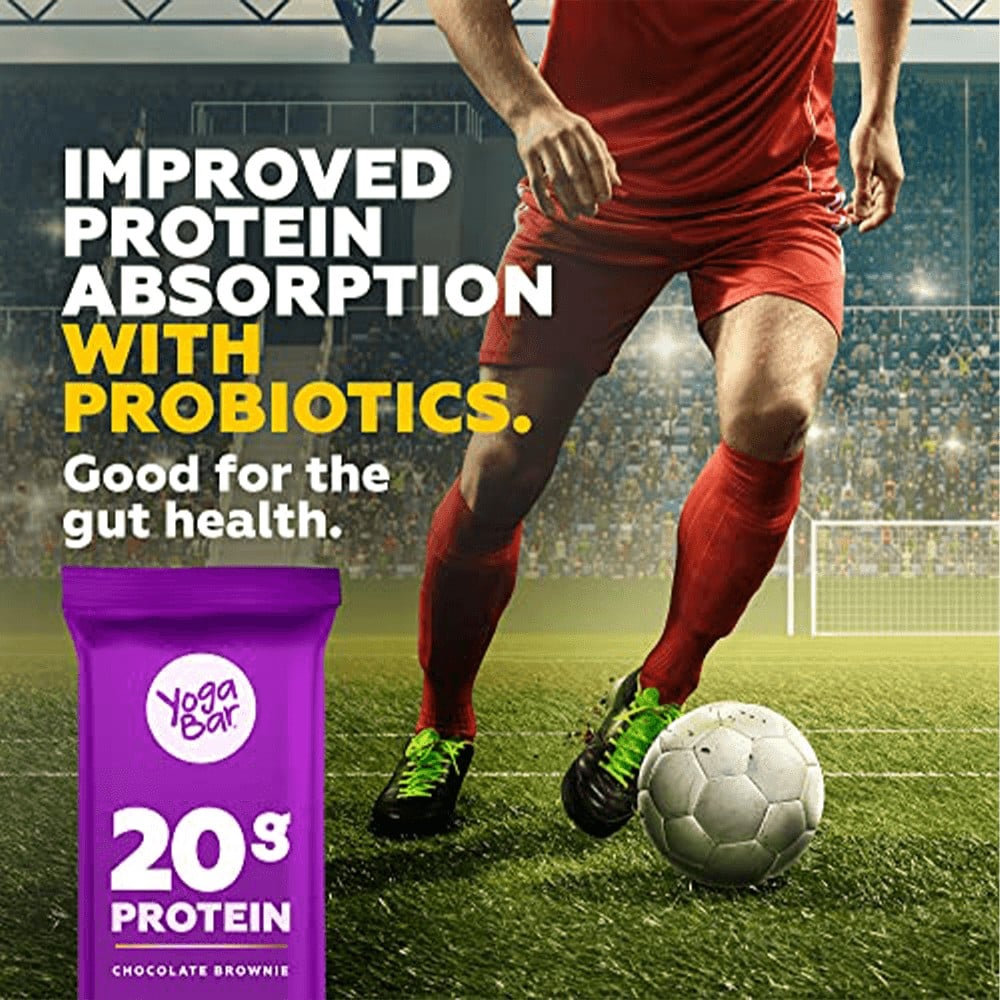 IMPROVED
PROTEIN
ABSORPTION
WITH
PROBIOTICS.
Good for the
gut health.
Yoga
Bar
20g
PROTEIN
CHOCOLATE BROWNIE